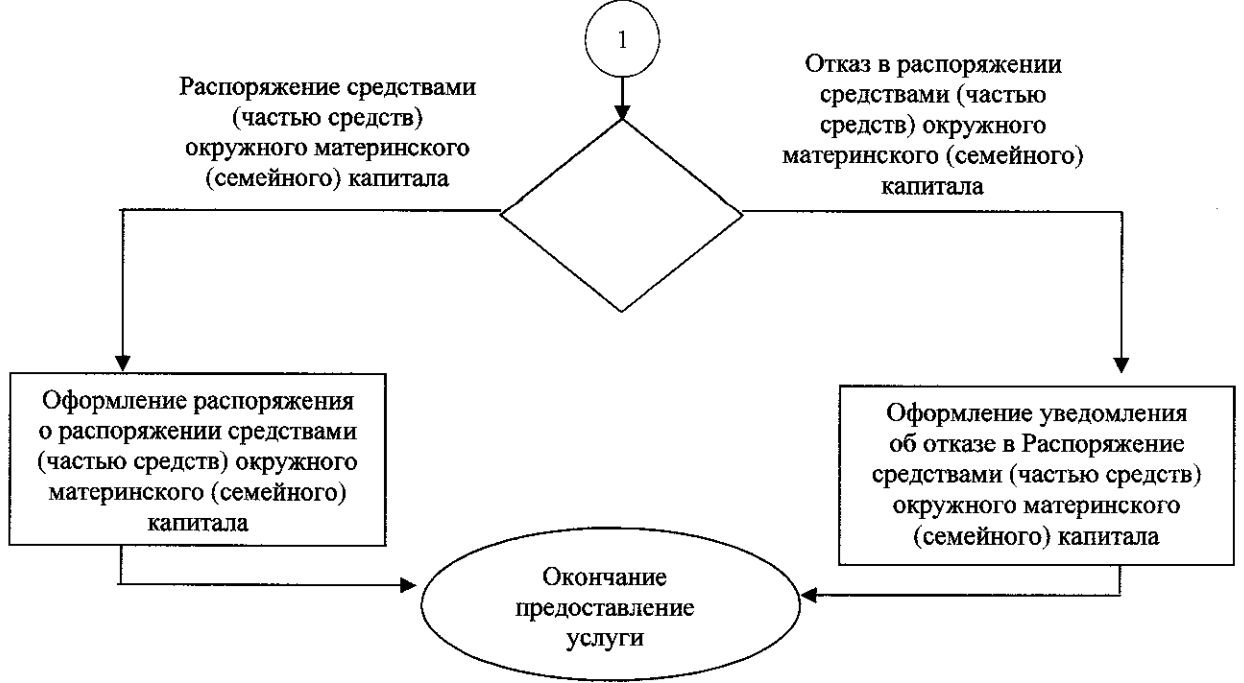 1
Распоряжение средствами
(частью средств)
окружного материнского
(семейного) капитала
Отказ в распоряжении
средствами (частью
средств) окружного
материнского (семейного)
капитала
Оформление распоряжения
о распоряжении средствами
(частью средств) окружного
материнского (семейного)
капитала
Оформление уведомления
об отказе в Распоряжение
средствами (частью средств)
окружного материнского
(семейного) капитала
Окончание
предоставление
услуги